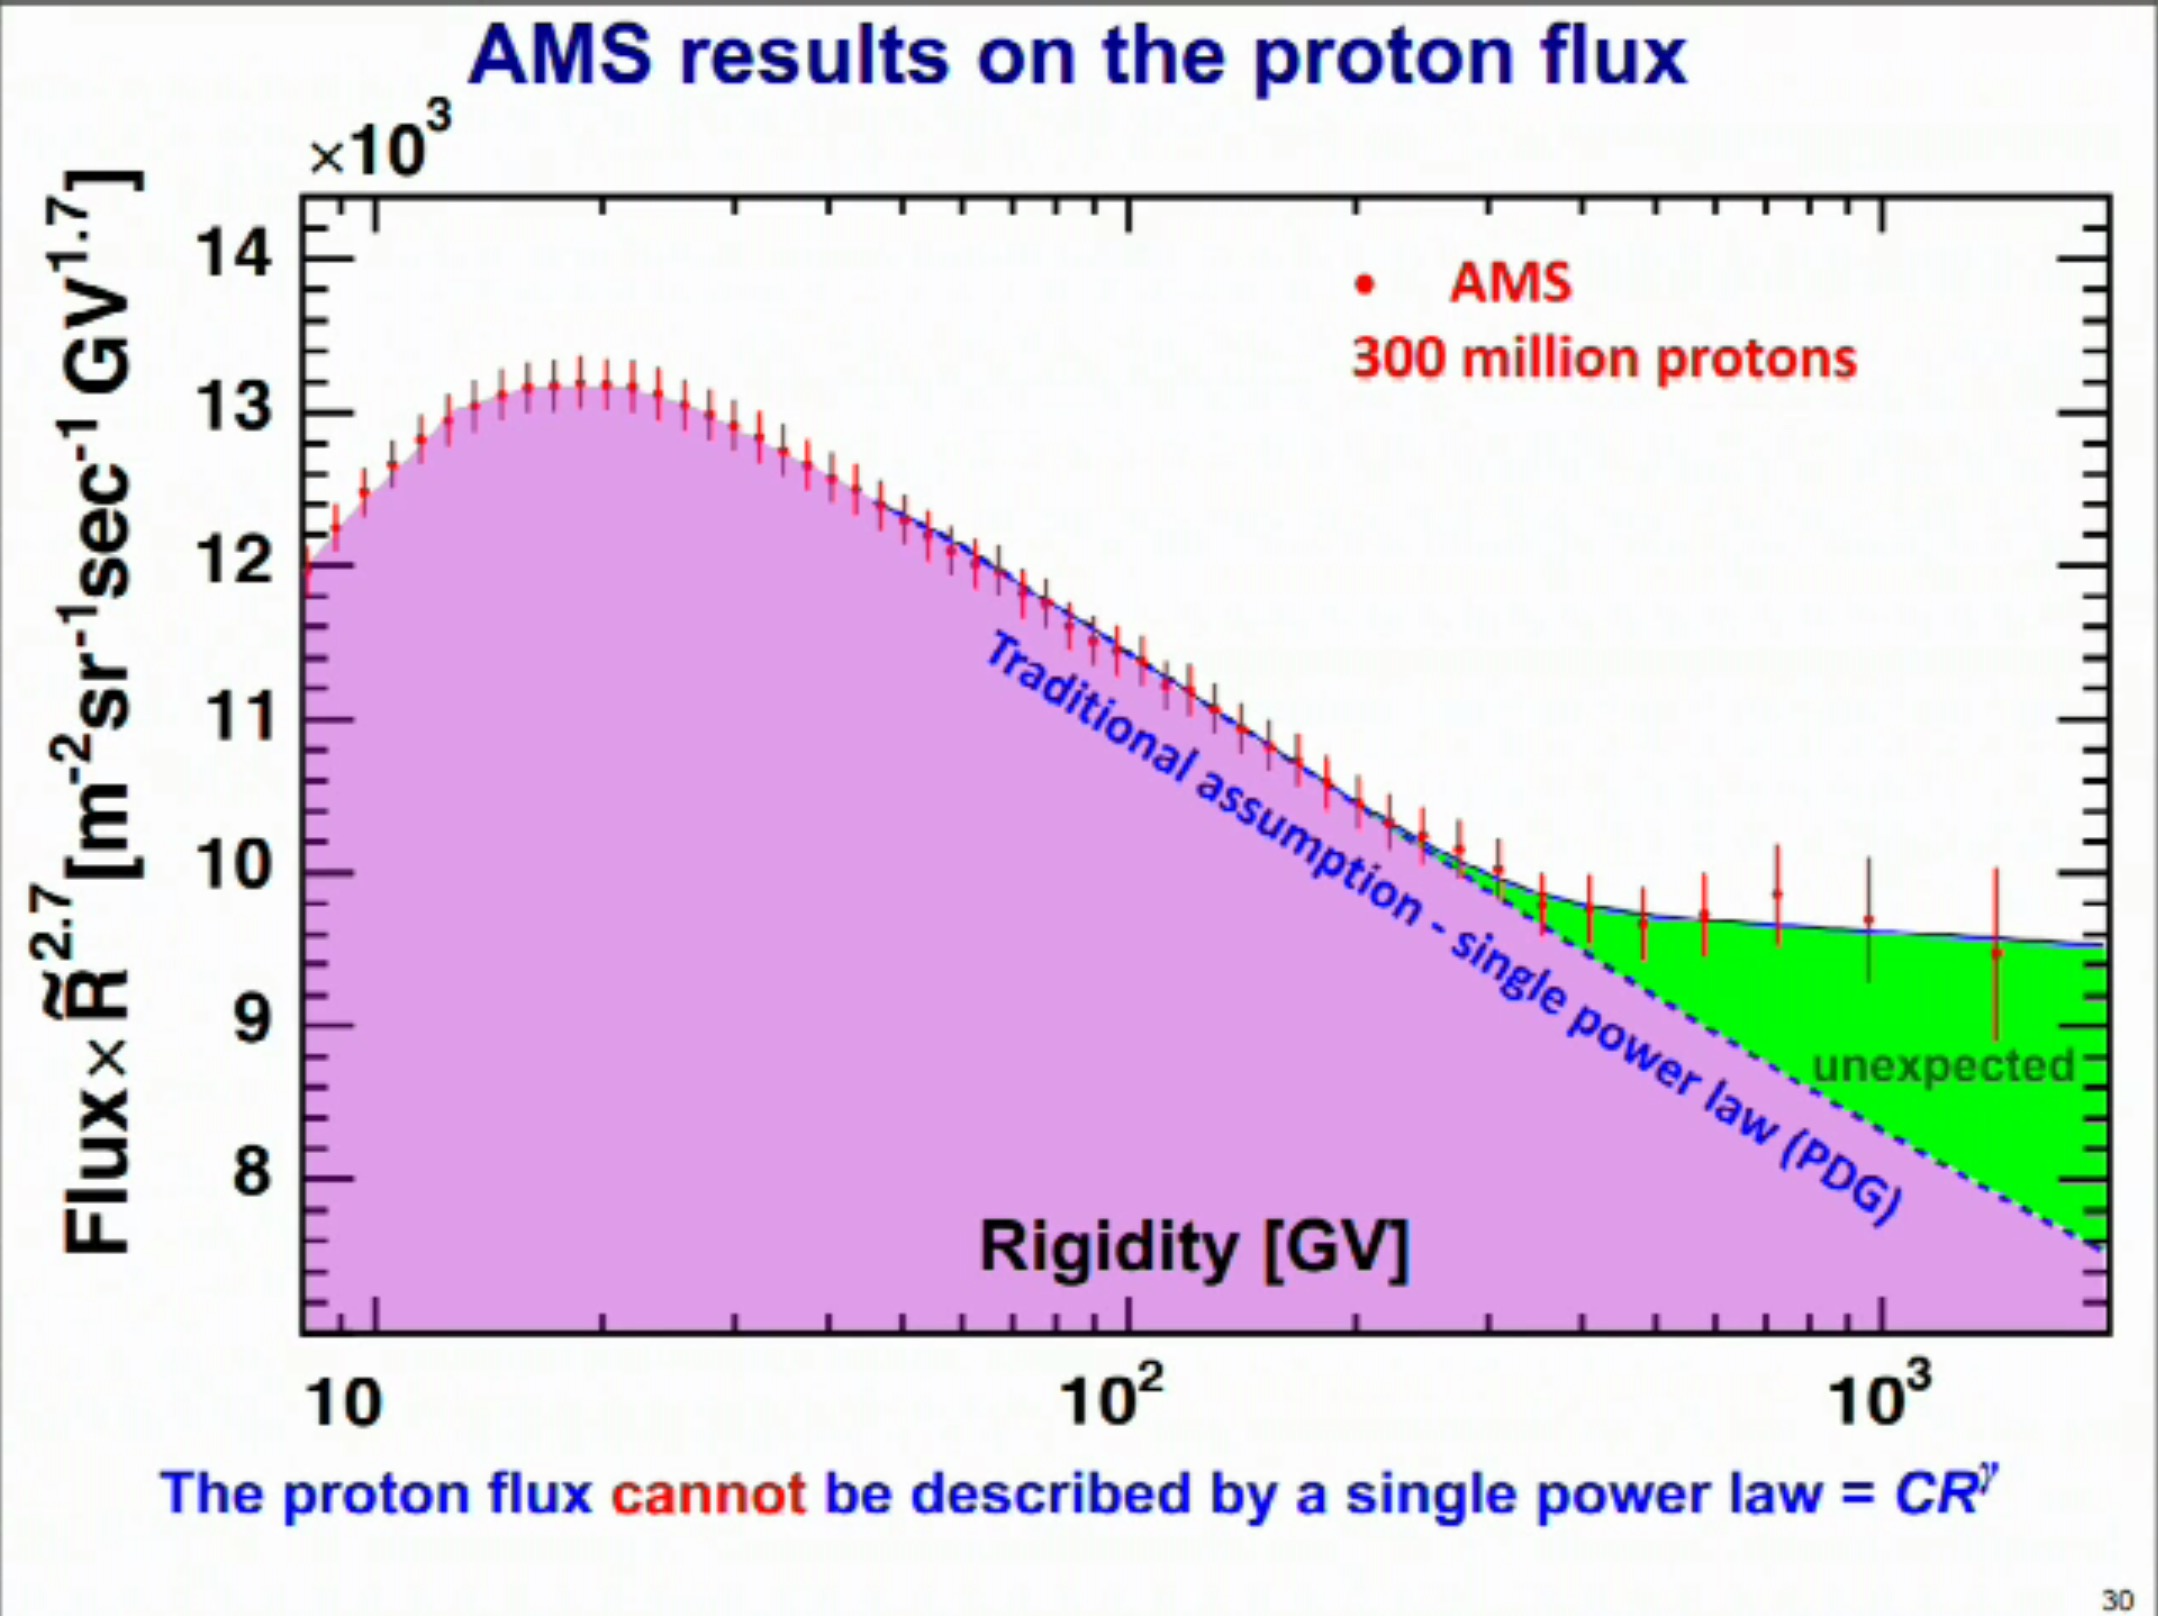 AMS results on the proton flux
×10³
Flux×R̃^2.7 [m⁻²sr⁻¹sec⁻¹GV^1.7]
14
13
12
11
10
9
8
• AMS
300 million protons
Traditional assumption - single power law (PDG)
unexpected
Rigidity [GV]
10
10²
10³
The proton flux cannot be described by a single power law = CR^γ
30